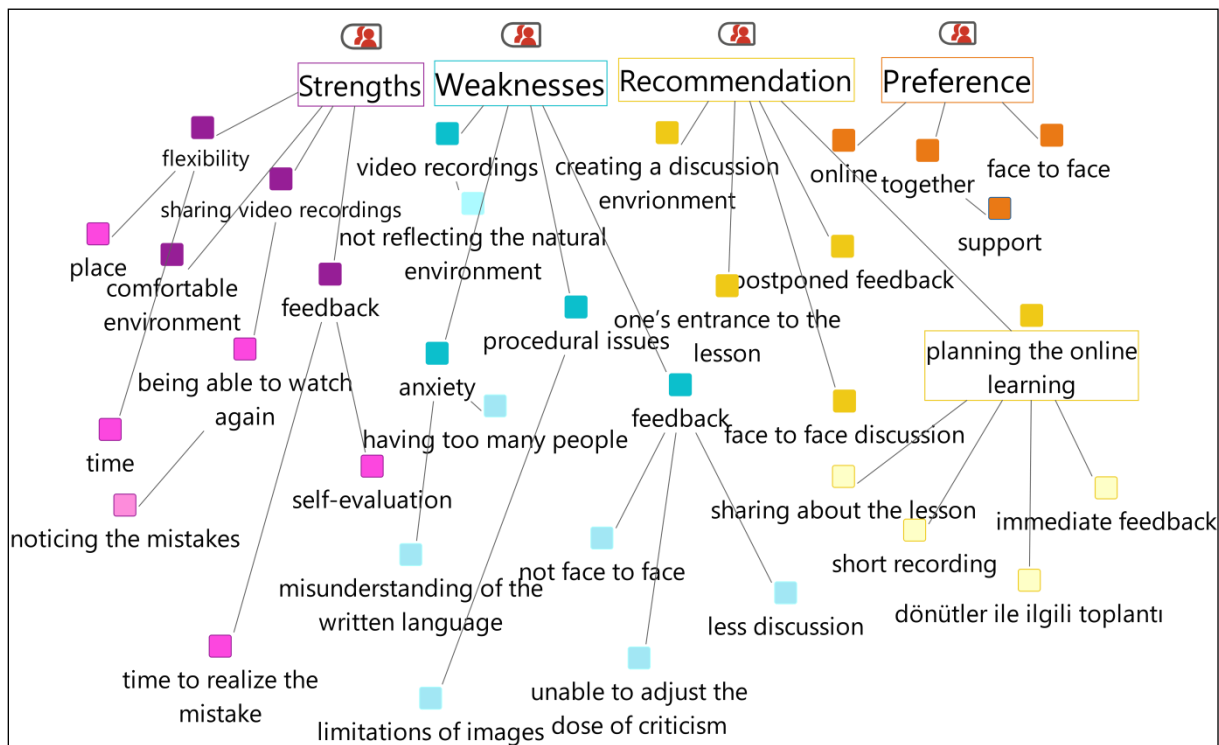 Strengths
Weaknesses
Recommendation
Preference
flexibility
sharing video recordings
place
comfortable
environment
feedback
being able to watch
again
time
self-evaluation
noticing the mistakes
time to realize the
mistake
video recordings
not reflecting the natural
environment
procedural issues
anxiety
having too many people
feedback
misunderstanding of the
written language
not face to face
less discussion
unable to adjust the
dose of criticism
limitations of images
creating a discussion
envrionment
postponed feedback
one's entrance to the
lesson
planning the online
learning
face to face discussion
sharing about the lesson
immediate feedback
short recording
dönütler ile ilgili toplantı
online
together
face to face
support